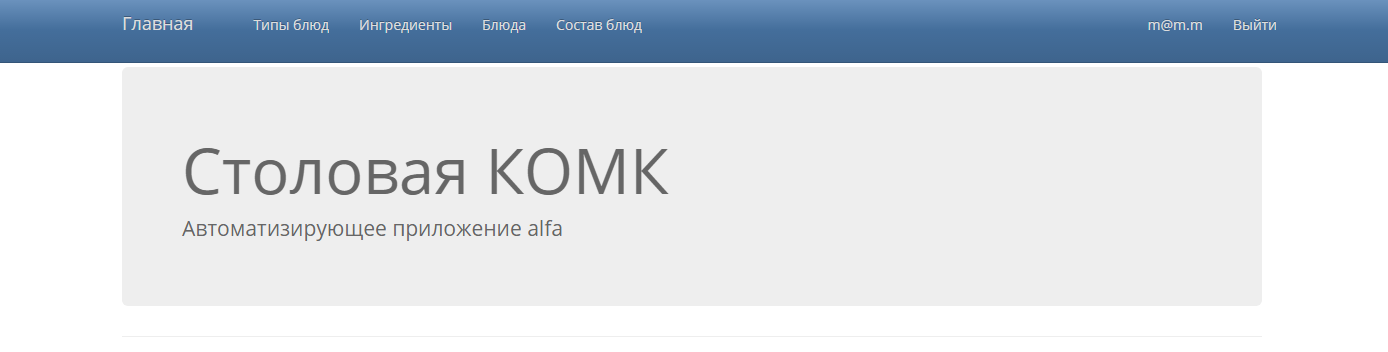 Главная Типы блюд Ингредиенты Блюда Состав блюд m@m.m Выйти
Столовая КОМК
Автоматизирующее приложение alfa